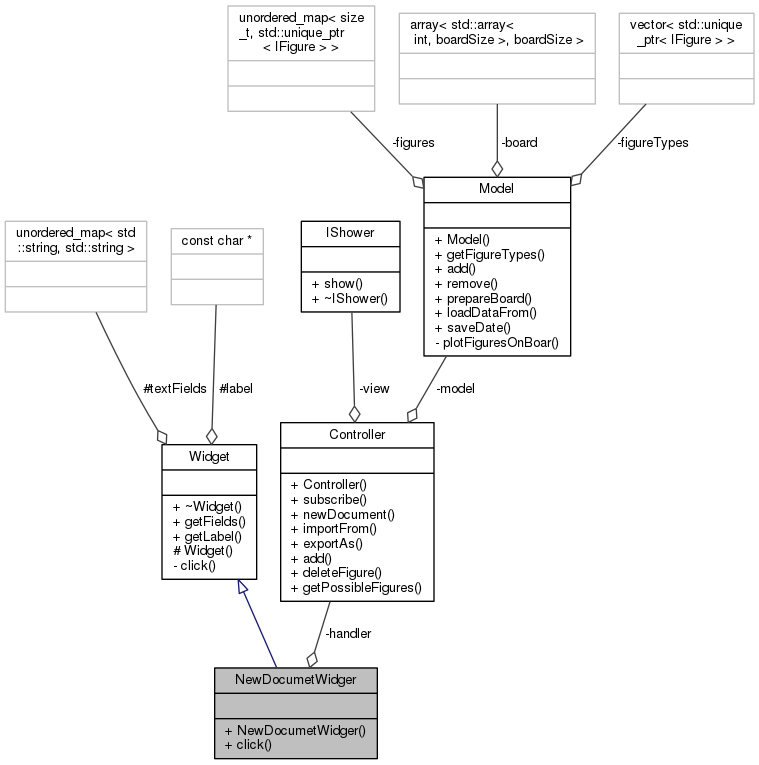 unordered_map< size
_t, std::unique_ptr
< IFigure > >
array< std::array<
int, boardSize >, boardSize >
vector< std::unique
_ptr< IFigure > >
-figures
-board
-figureTypes
Model
+ Model()
+ getFigureTypes()
+ add()
+ remove()
+ prepareBoard()
+ loadDataFrom()
+ saveDate()
- plotFiguresOnBoar()
unordered_map< std
::string, std::string >
const char *
IShower
+ show()
+ ~IShower()
#textFields
#label
-view
-model
Widget
+ ~Widget()
+ getFields()
+ getLabel()
# Widget()
- click()
Controller
+ Controller()
+ subscribe()
+ newDocument()
+ importFrom()
+ exportAs()
+ add()
+ deleteFigure()
+ getPossibleFigures()
-handler
NewDocumetWidger
+ NewDocumetWidger()
+ click()